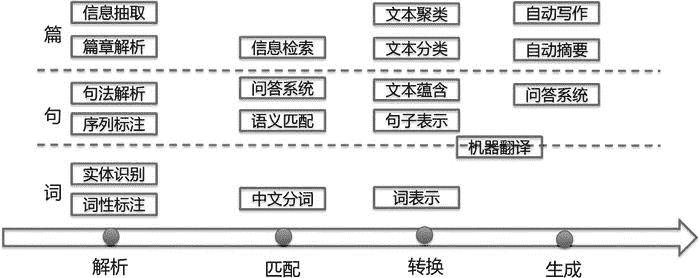 篇 信息抽取 文本聚类 自动写作
篇章解析 信息检索 文本分类 自动摘要
句 句法解析 问答系统 文本蕴含 问答系统
序列标注 语义匹配 句子表示
机器翻译
词 实体识别
词性标注 中文分词 词表示
解析 匹配 转换 生成